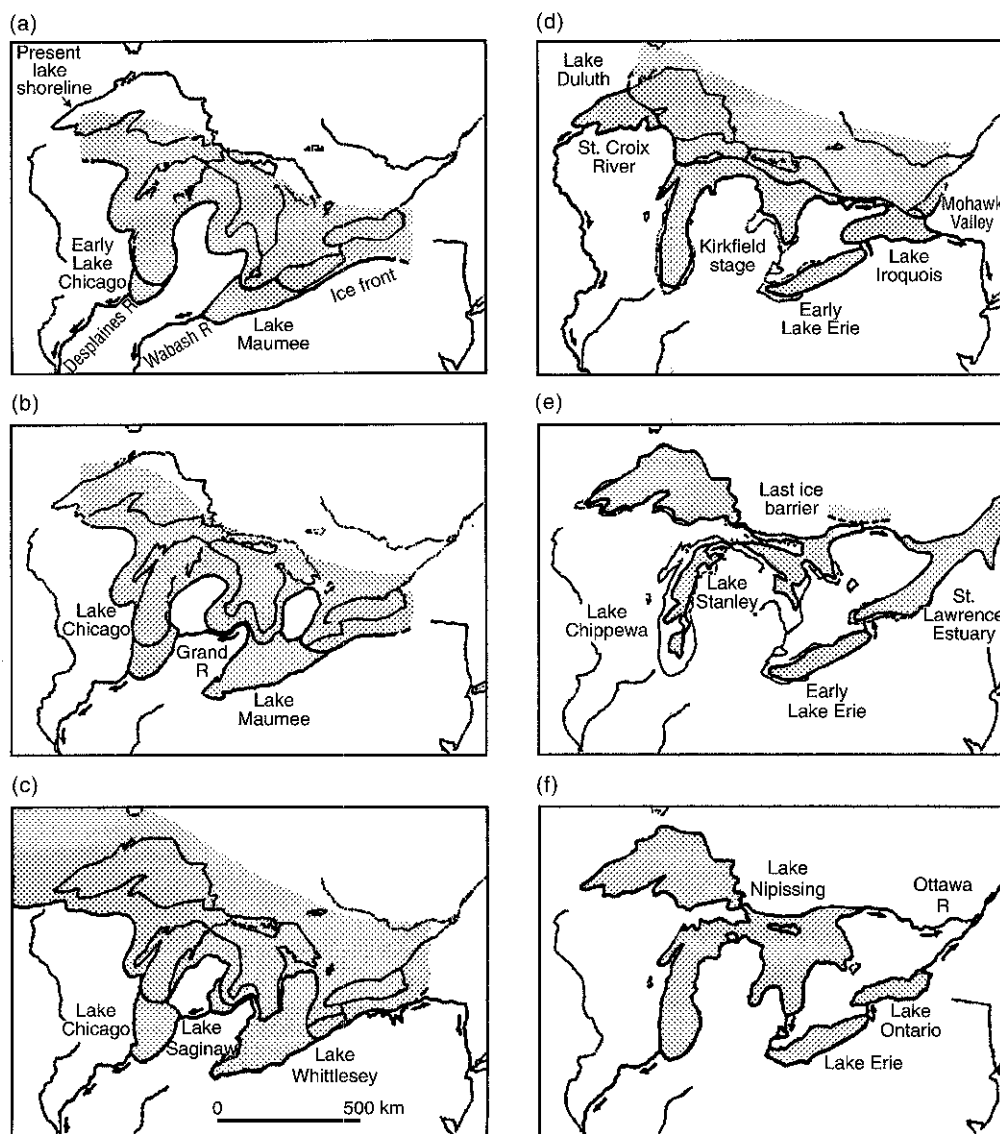 (a)
Present
lake
shoreline
Early
Lake
Chicago
Desplaines R
Wabash R
Lake
Maumee
Ice front
(b)
Lake
Chicago
Grand
R
Lake
Maumee
(c)
Lake
Chicago
Lake
Saginaw
Lake
Whittlesey
0 500 km
(d)
Lake
Duluth
St. Croix
River
Kirkfield
stage
Mohawk
Valley
Lake
Iroquois
Early
Lake Erie
(e)
Last ice
barrier
Lake
Stanley
Lake
Chippewa
St.
Lawrence
Estuary
Early
Lake Erie
(f)
Lake
Nipissing
Ottawa
R
Lake
Ontario
Lake Erie